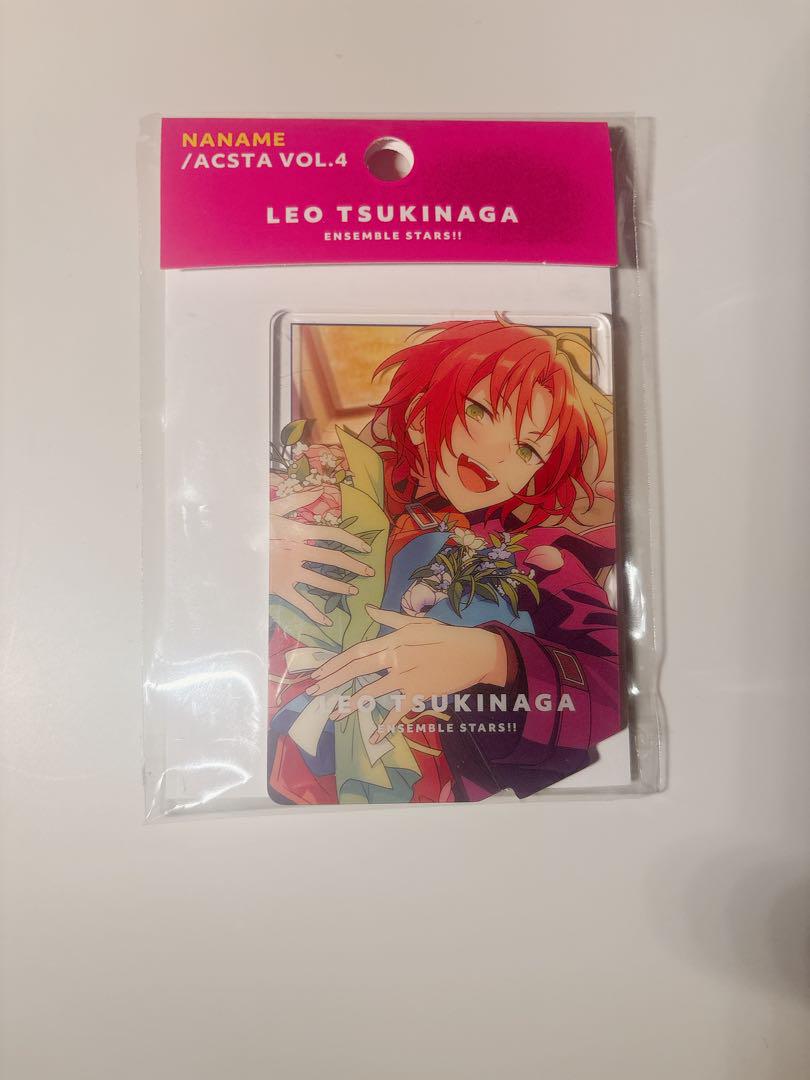 NANAME
/ACSTA VOL.4
LEO TSUKINAGA
ENSEMBLE STARS!!
LEO TSUKINAGA
ENSEMBLE STARS!!